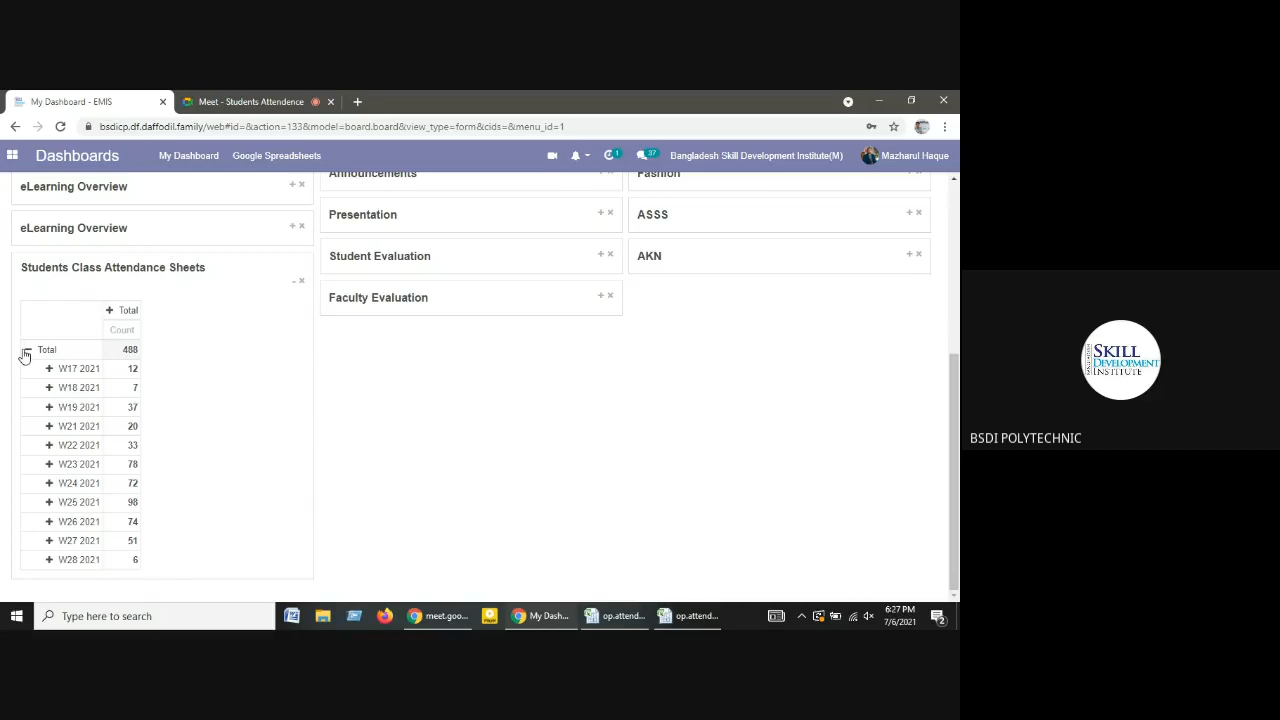 My Dashboard - EMIS
Meet - Students Attendence
bsdicp.df.daffodil.family/web#id=&action=133&model=board.board&view_type=form&cids=&menu_id=1
Dashboards
My Dashboard
Google Spreadsheets
1
37
Bangladesh Skill Development Institute(M)
Mazharul Haque
eLearning Overview
Announcements
Fashion
Presentation
ASSS
eLearning Overview
Student Evaluation
AKN
Students Class Attendance Sheets
Faculty Evaluation
Total
Count
Total 488
W17 2021 12
W18 2021 7
W19 2021 37
W21 2021 20
W22 2021 33
W23 2021 78
W24 2021 72
W25 2021 98
W26 2021 74
W27 2021 51
W28 2021 6
SKILL
DEVELOPMENT
INSTITUTE
BSDI POLYTECHNIC
Type here to search
meet.goo...
My Dash...
op.attend...
op.attend...
6:27 PM
7/6/2021
2